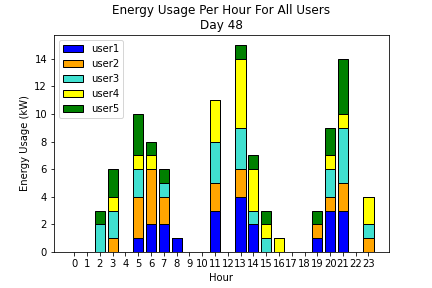 Energy Usage Per Hour For All Users
Day 48
user1
user2
user3
user4
user5
Energy Usage (kW)
14
12
10
8
6
4
2
0
0 1 2 3 4 5 6 7 8 9 10 11 12 13 14 15 16 17 18 19 20 21 22 23
Hour